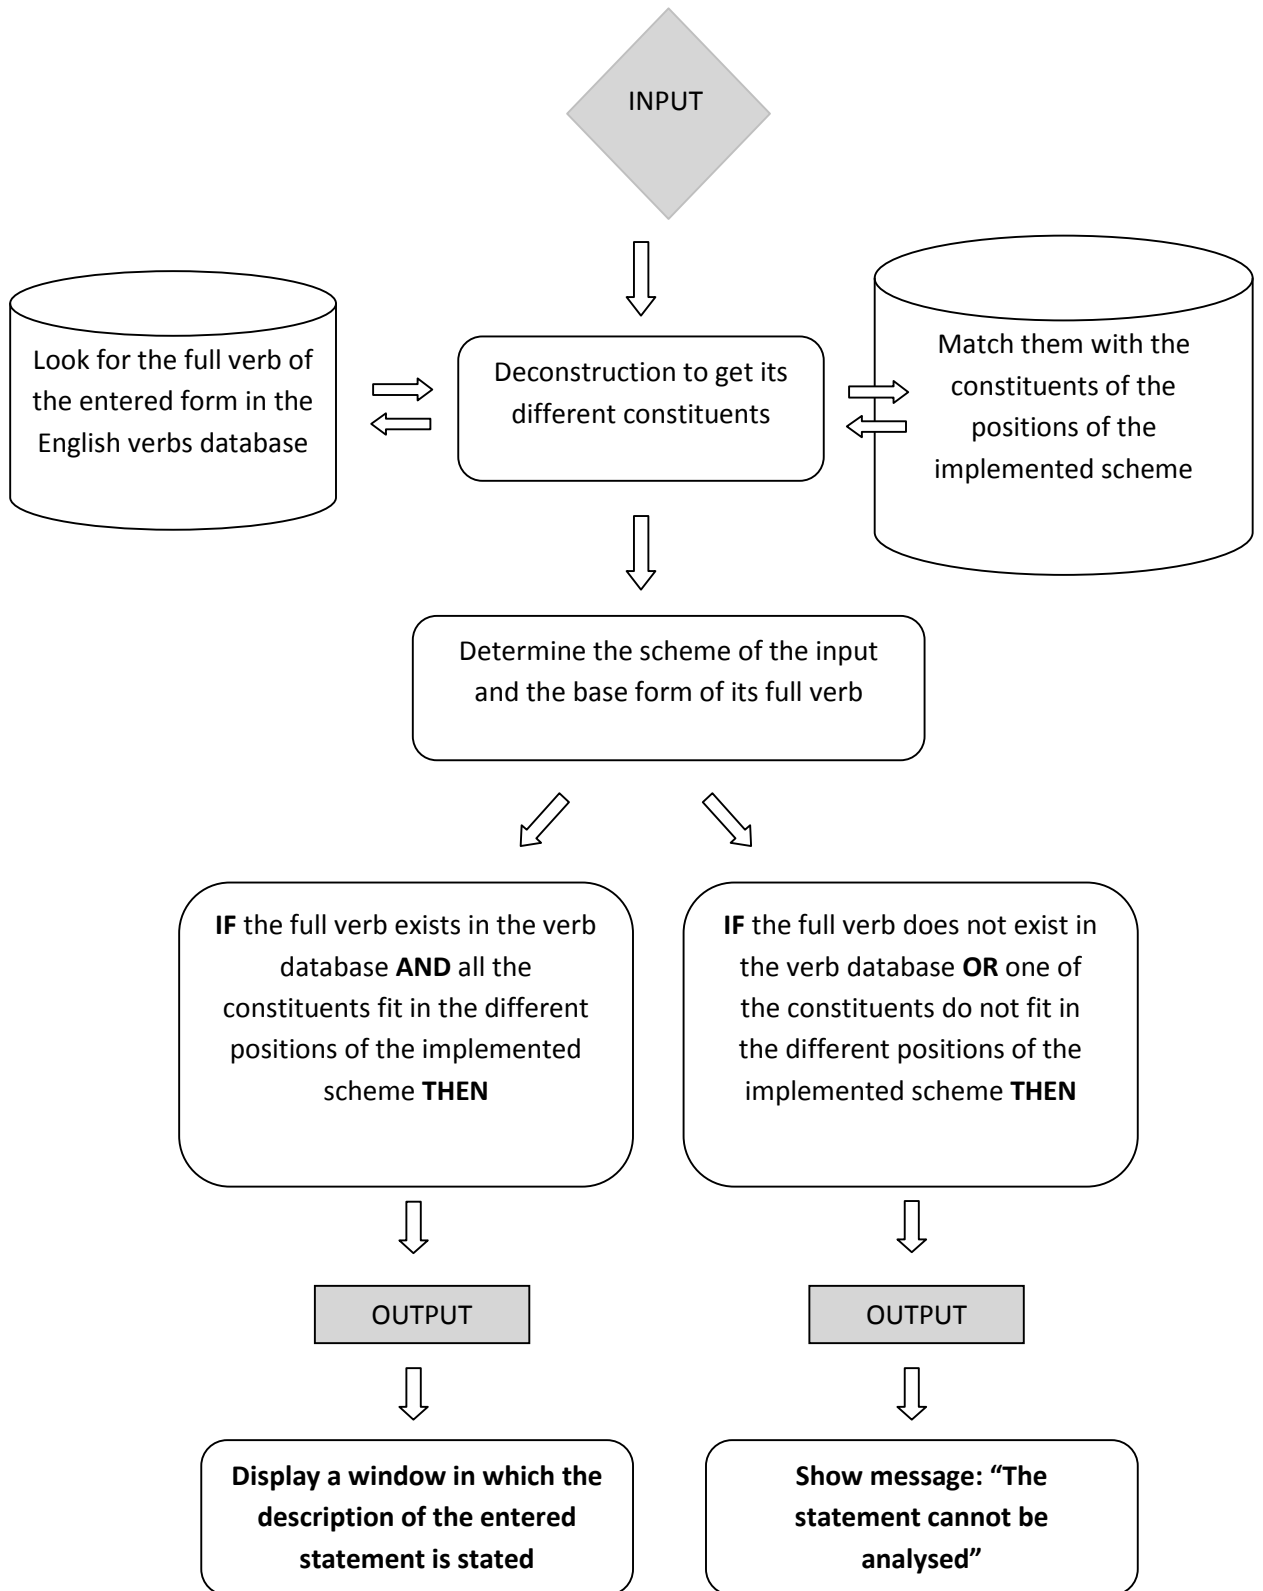 INPUT
Look for the full verb of
the entered form in the
English verbs database
Deconstruction to get its
different constituents
Match them with the
constituents of the
positions of the
implemented scheme
Determine the scheme of the input
and the base form of its full verb
IF the full verb exists in the verb
database AND all the
constituents fit in the different
positions of the implemented
scheme THEN
IF the full verb does not exist in
the verb database OR one of
the constituents do not fit in
the different positions of the
implemented scheme THEN
OUTPUT
OUTPUT
Display a window in which the
description of the entered
statement is stated
Show message: “The
statement cannot be
analysed”